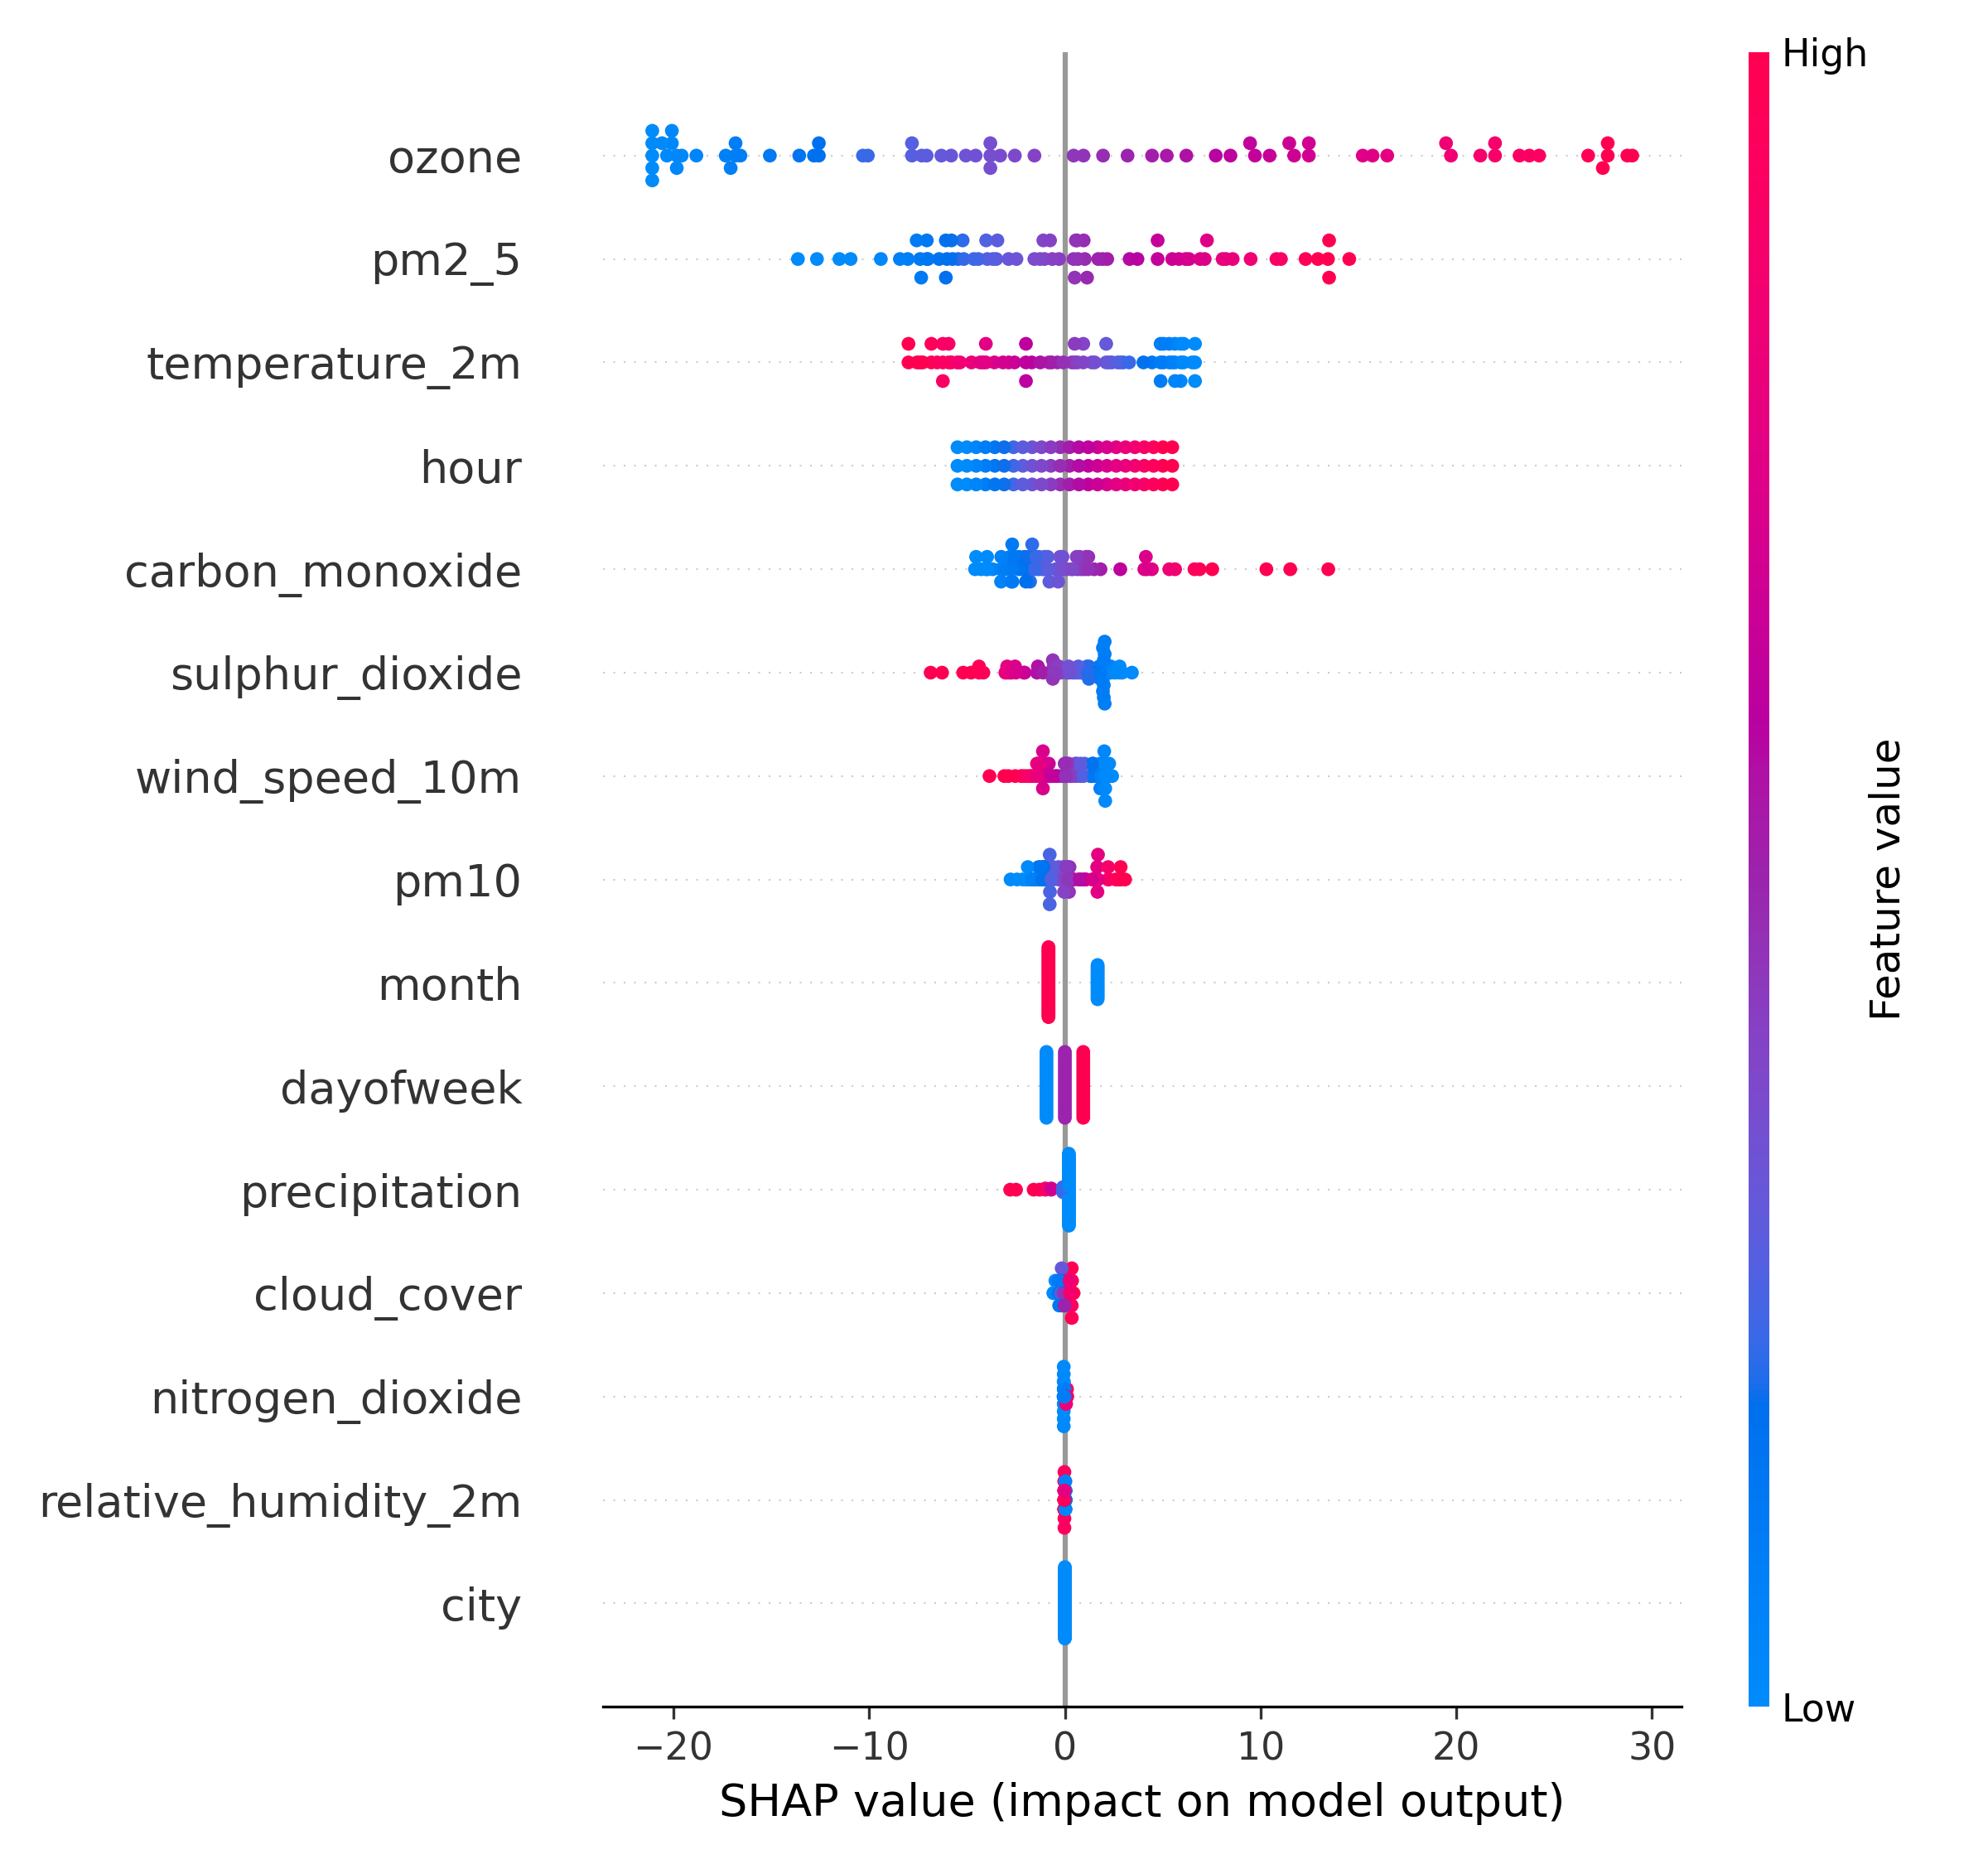 High
ozone
pm2_5
temperature_2m
hour
carbon_monoxide
sulphur_dioxide
wind_speed_10m
pm10
month
dayofweek
precipitation
cloud_cover
nitrogen_dioxide
relative_humidity_2m
city
Feature value
Low
−20 −10 0 10 20 30
SHAP value (impact on model output)